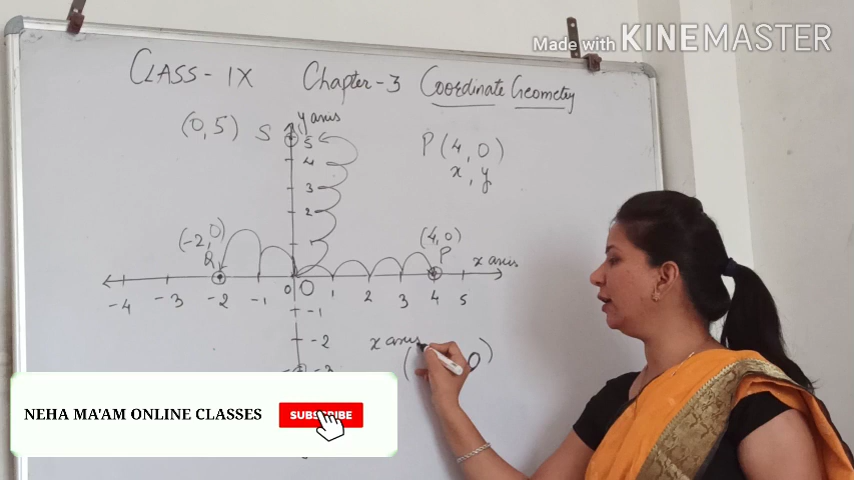 Made with KINEMASTER
CLASS - IX Chapter-3 Coordinate Geometry
(0, 5) S
y axis
5
4
3
2
P (4, 0)
x, y
(-2, 0)
(4, 0)
P
x axis
-4 -3 -2 -1 0 O 1 2 3 4 5
-1
-2
-3
x axis
( 0)
NEHA MA'AM ONLINE CLASSES SUBSCRIBE